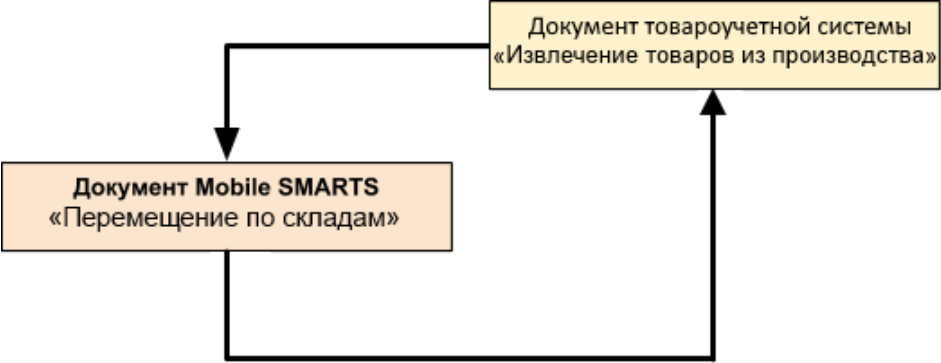 Документ товароучетной системы
«Извлечение товаров из производства»
Документ Mobile SMARTS
«Перемещение по складам»